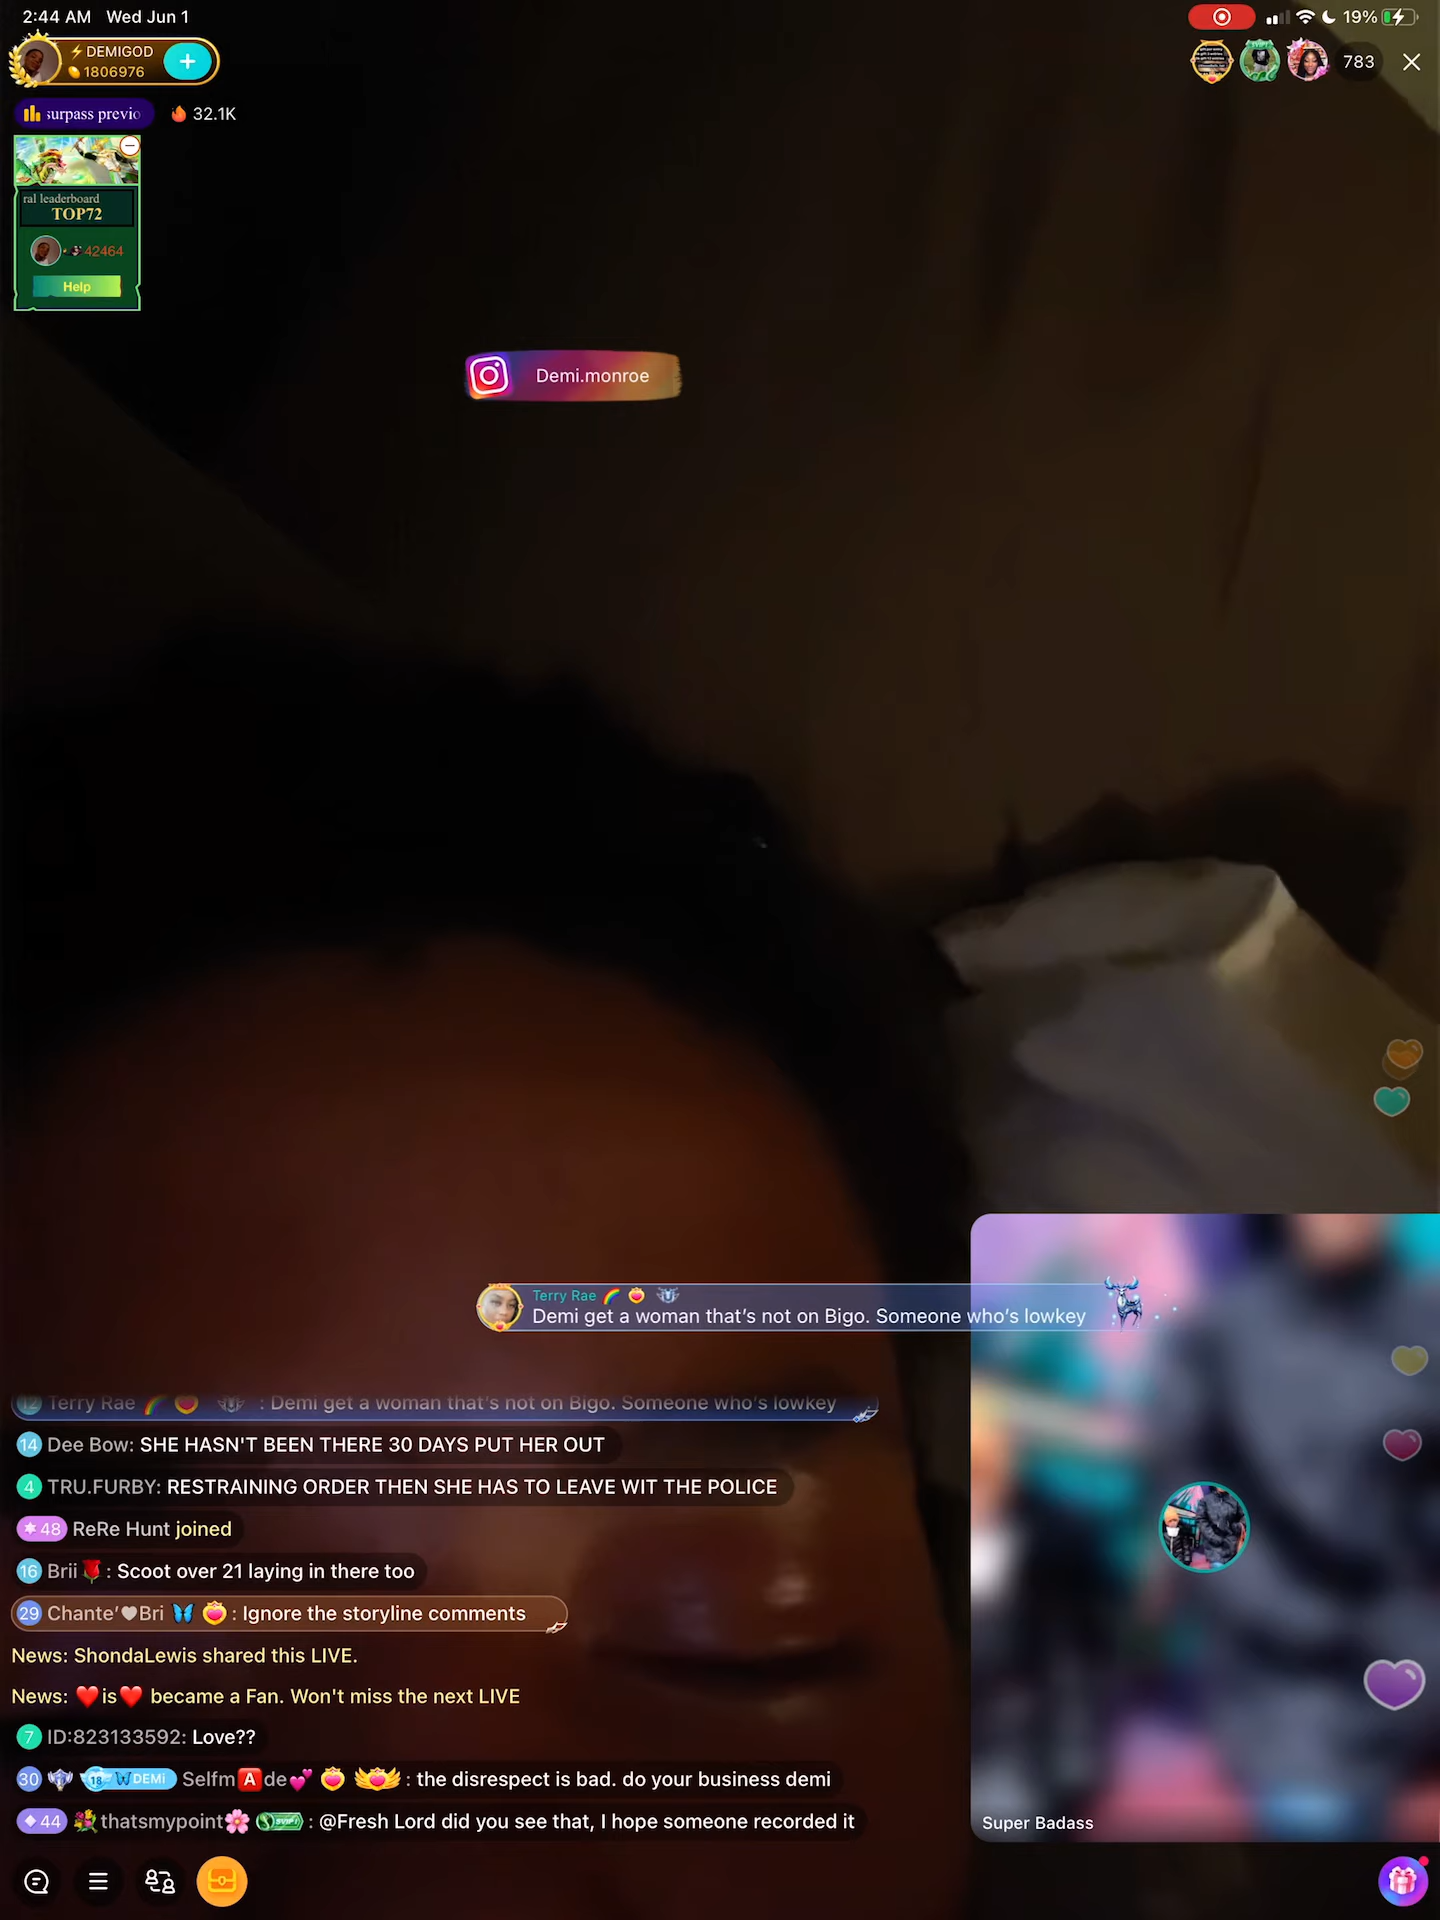 2:44 AM Wed Jun 1
19%
⚡DEMIGOD
1806976
783
surpass previo
32.1K
ral leaderboard
TOP72
42464
Help
Demi.monroe
Terry Rae 🌈
Demi get a woman that's not on Bigo. Someone who's lowkey
12 Terry Rae 🌈 : Demi get a woman that's not on Bigo. Someone who's lowkey
14 Dee Bow: SHE HASN'T BEEN THERE 30 DAYS PUT HER OUT
4 TRU.FURBY: RESTRAINING ORDER THEN SHE HAS TO LEAVE WIT THE POLICE
48 ReRe Hunt joined
16 Brii🌹: Scoot over 21 laying in there too
29 Chante'🤍Bri 🦋 : Ignore the storyline comments
News: ShondaLewis shared this LIVE.
News: ❤️is❤️ became a Fan. Won't miss the next LIVE
7 ID:823133592: Love??
30 18 DEMi Selfm🅰️de💕 : the disrespect is bad. do your business demi
44 💐thatsmypoint🌸 SVIP1 : @Fresh Lord did you see that, I hope someone recorded it
Super Badass